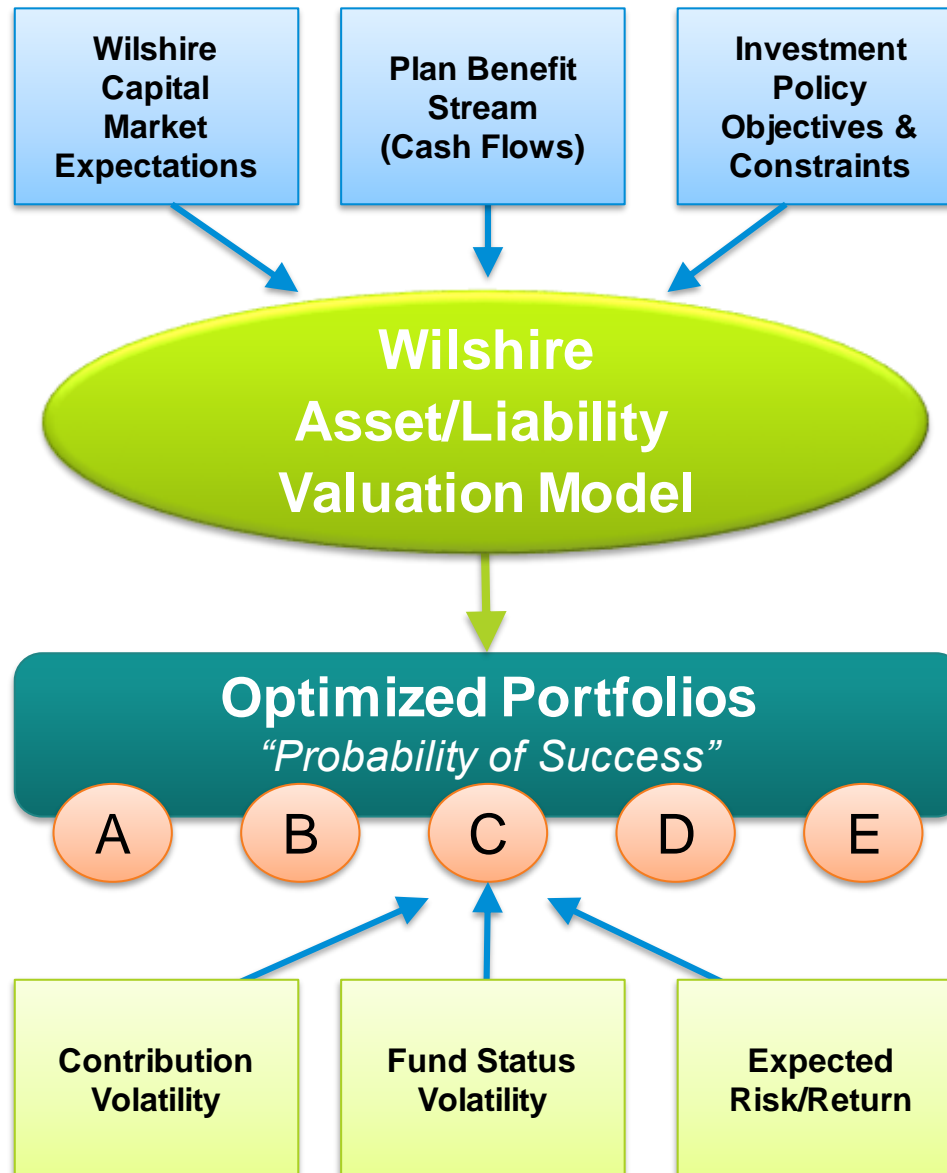 Wilshire
Capital
Market
Expectations
Plan Benefit
Stream
(Cash Flows)
Investment
Policy
Objectives &
Constraints
Wilshire
Asset/Liability
Valuation Model
Optimized Portfolios
“Probability of Success”
A B C D E
Contribution
Volatility
Fund Status
Volatility
Expected
Risk/Return